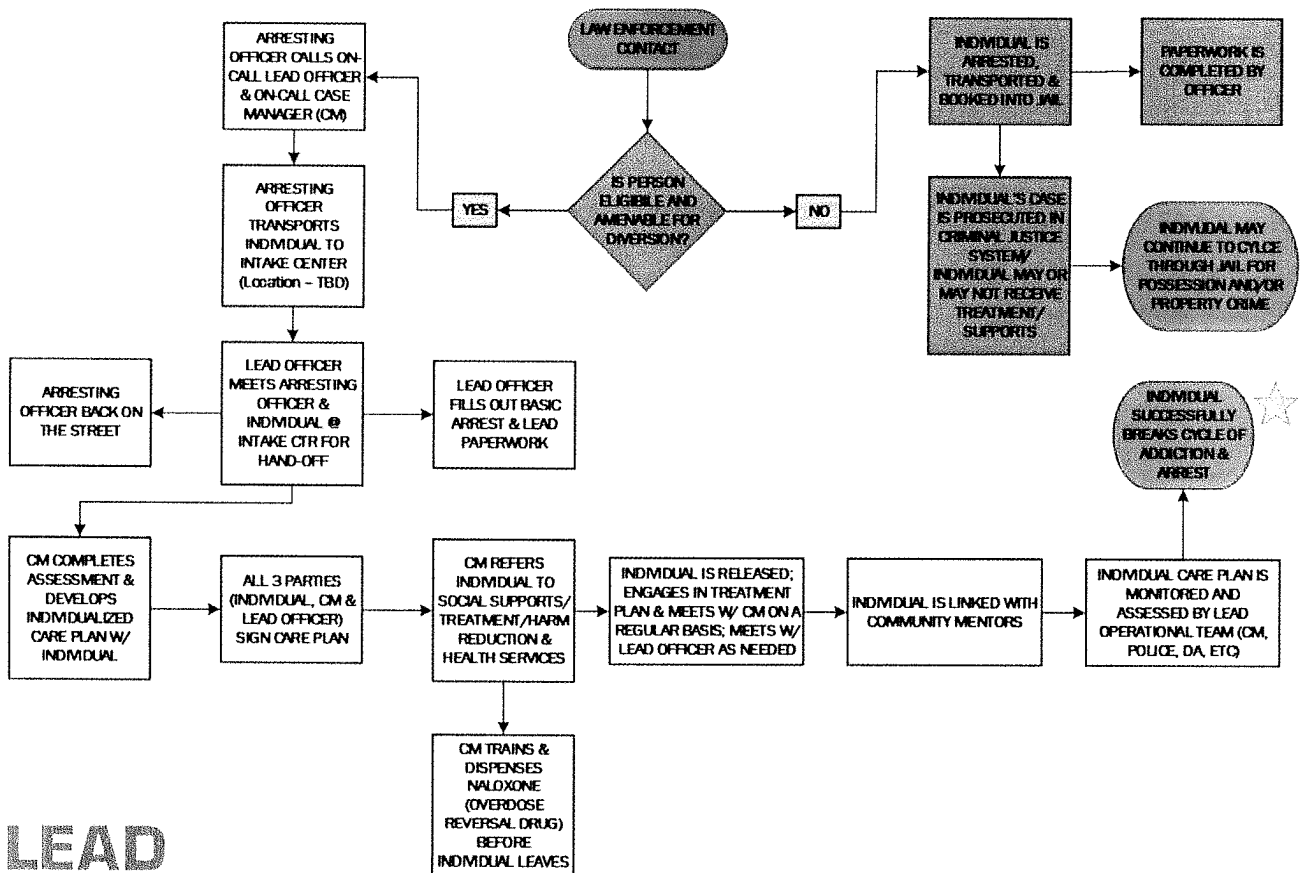 LAW ENFORCEMENT
CONTACT
IS PERSON
ELIGIBLE AND
AMENABLE FOR
DIVERSION?
YES
NO
ARRESTING
OFFICER CALLS ON-
CALL LEAD OFFICER
& ON-CALL CASE
MANAGER (CM)
ARRESTING
OFFICER
TRANSPORTS
INDIVIDUAL TO
INTAKE CENTER
(Location – TBD)
LEAD OFFICER
MEETS ARRESTING
OFFICER &
INDIVIDUAL @
INTAKE CTR FOR
HAND-OFF
ARRESTING
OFFICER BACK ON
THE STREET
LEAD OFFICER
FILLS OUT BASIC
ARREST & LEAD
PAPERWORK
INDIVIDUAL IS
ARRESTED,
TRANSPORTED &
BOOKED INTO JAIL
PAPERWORK IS
COMPLETED BY
OFFICER
INDIVIDUAL'S CASE
IS PROSECUTED IN
CRIMINAL JUSTICE
SYSTEM/
INDIVIDUAL MAY OR
MAY NOT RECEIVE
TREATMENT/
SUPPORTS
INDIVIUDAL MAY
CONTINUE TO CYLCE
THROUGH JAIL FOR
POSSESSION AND/OR
PROPERTY CRIME
INDIVIDUAL
SUCCESSFULLY
BREAKS CYCLE OF
ADDICTION &
ARREST
CM COMPLETES
ASSESSMENT &
DEVELOPS
INDIVIDUALIZED
CARE PLAN W/
INDIVIDUAL
ALL 3 PARTIES
(INDIVIDUAL, CM &
LEAD OFFICER)
SIGN CARE PLAN
CM REFERS
INDIVIDUAL TO
SOCIAL SUPPORTS/
TREATMENT/HARM
REDUCTION &
HEALTH SERVICES
INDIVIDUAL IS RELEASED;
ENGAGES IN TREATMENT
PLAN & MEETS W/ CM ON A
REGULAR BASIS; MEETS W/
LEAD OFFICER AS NEEDED
INDIVIDUAL IS LINKED WITH
COMMUNITY MENTORS
INDIVIDUAL CARE PLAN IS
MONITORED AND
ASSESSED BY LEAD
OPERATIONAL TEAM (CM,
POLICE, DA, ETC)
CM TRAINS &
DISPENSES
NALOXONE
(OVERDOSE
REVERSAL DRUG)
BEFORE
INDIVIDUAL LEAVES
LEAD